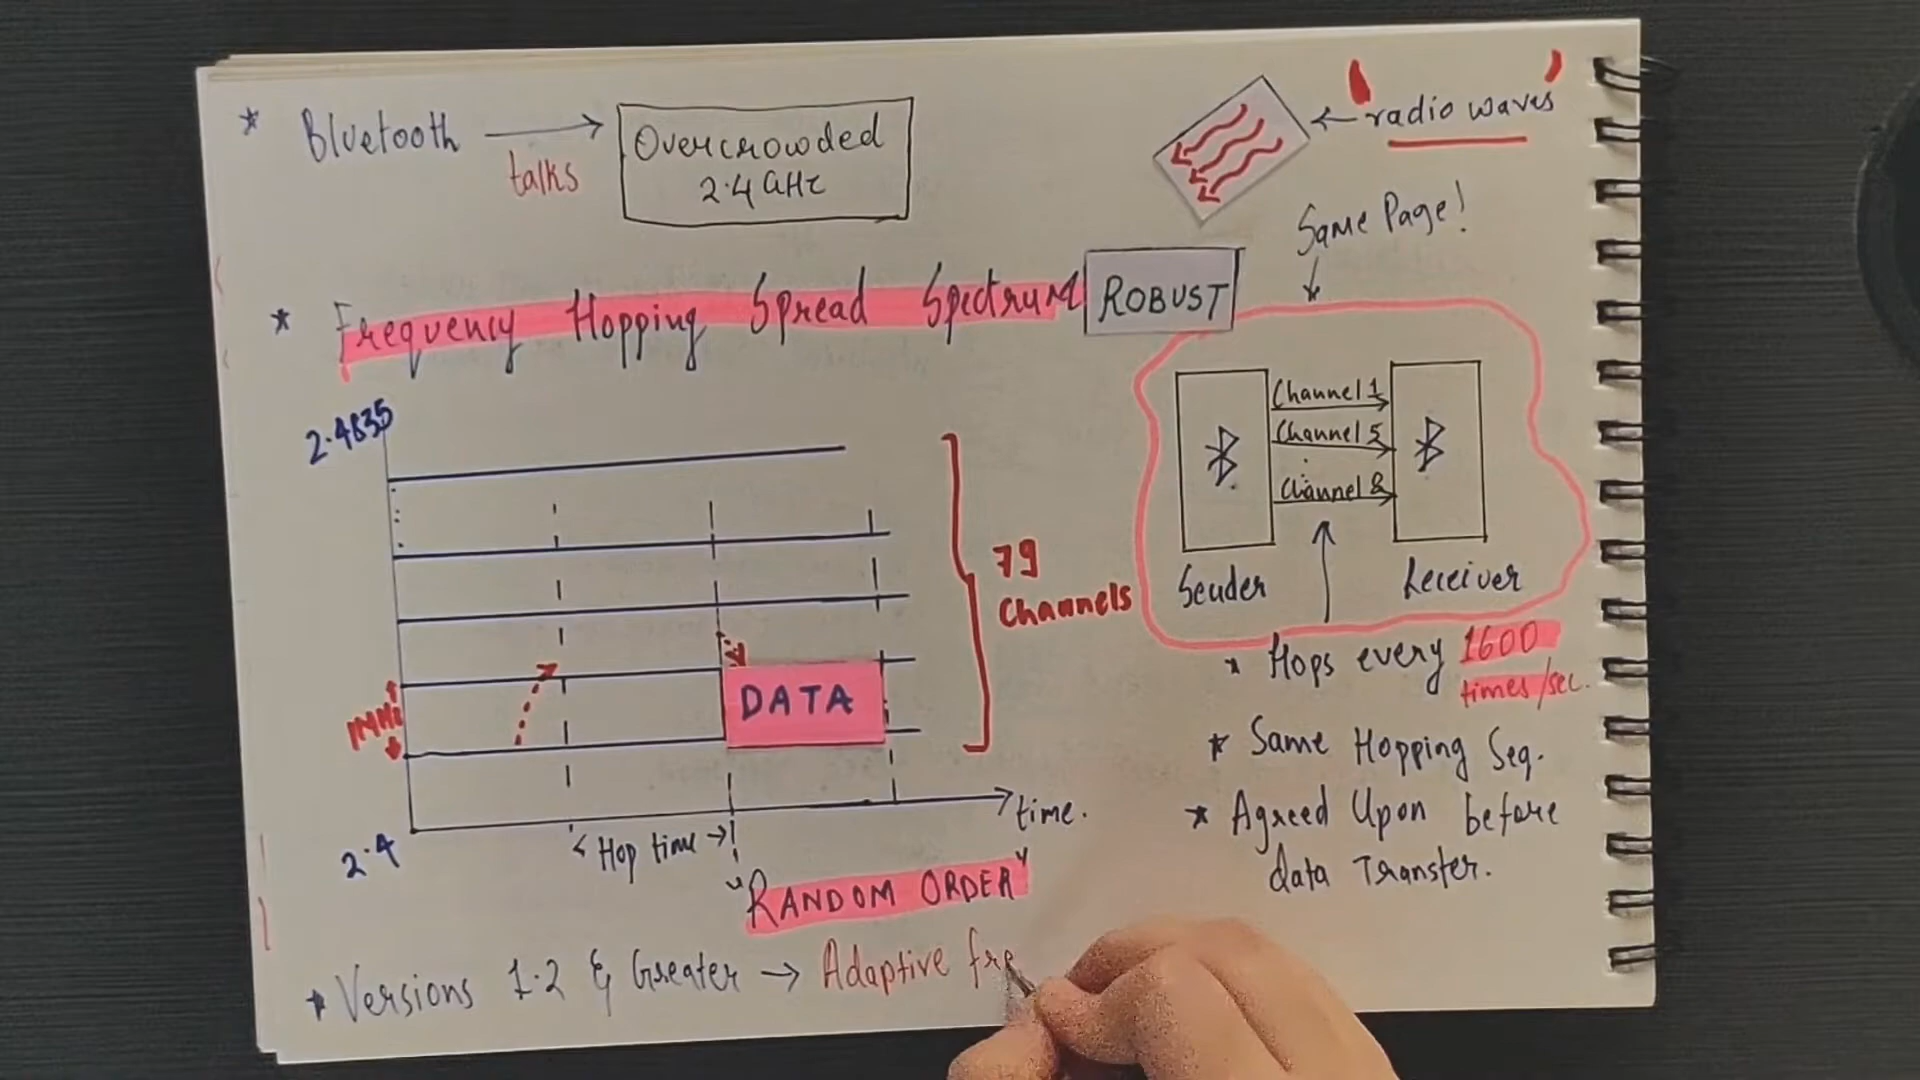 * Bluetooth → Overcrowded
talks
2.4 GHz
← "radio waves"
Same Page!
* Frequency Hopping Spread Spectrum ROBUST
2.4835
Channel 1
Channel 5
Channel 8
Sender
Receiver
79
Channels
1MHz
DATA
2.4
< Hop time →
time.
* Hops every 1600
times/sec.
* Same Hopping Seq.
* Agreed Upon before
data Transfer.
"RANDOM ORDER"
* Versions 1.2 & Greater → Adaptive fre